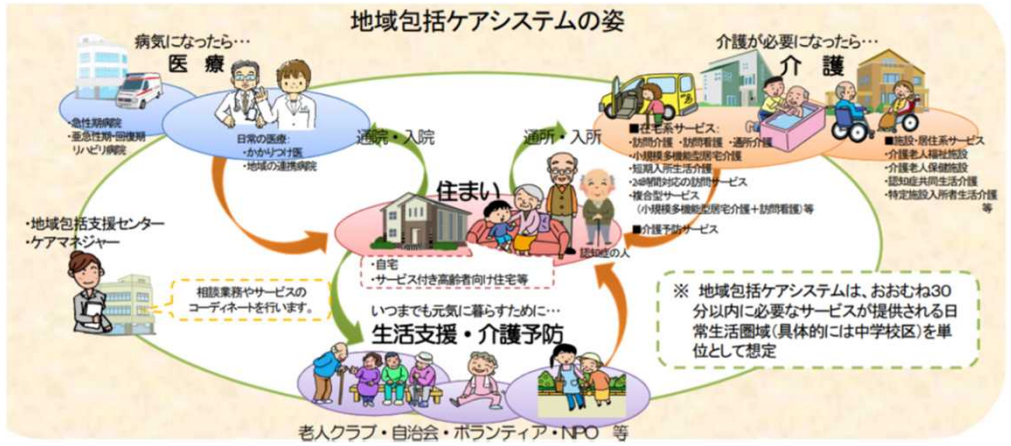 地域包括ケアシステムの姿
病気になったら…
医療
介護が必要になったら…
介護
・急性期病院
・亜急性期・回復期
リハビリ病院
日常の医療:
・かかりつけ医
・地域の連携病院
通院・入院
通所・入所
■在宅系サービス:
・訪問介護 ・訪問看護 ・通所介護
・小規模多機能型居宅介護
・短期入所生活介護
・24時間対応の訪問サービス
・複合型サービス
(小規模多機能型居宅介護+訪問看護)等
■介護予防サービス
■施設・居住系サービス
・介護老人福祉施設
・介護老人保健施設
・認知症共同生活介護
・特定施設入所者生活介護
等
住まい
認知症の人
・自宅
・サービス付き高齢者向け住宅等
・地域包括支援センター
・ケアマネジャー
相談業務やサービスの
コーディネートを行います。
いつまでも元気に暮らすために…
生活支援・介護予防
老人クラブ・自治会・ボランティア・NPO 等
※ 地域包括ケアシステムは、おおむね30
分以内に必要なサービスが提供される日
常生活圏域(具体的には中学校区)を単
位として想定